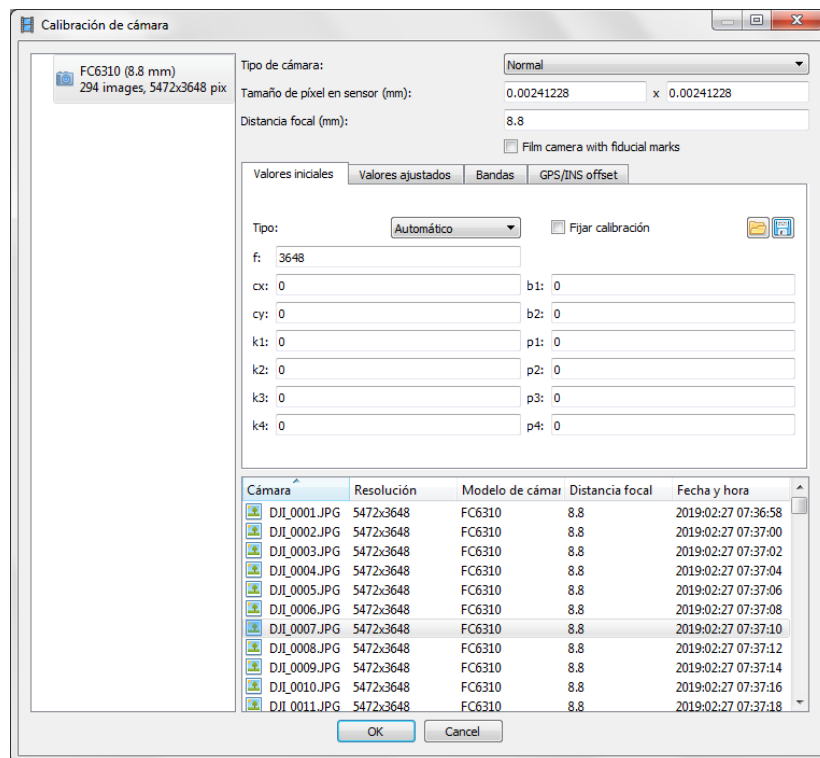 Calibración de cámara
FC6310 (8.8 mm)
294 images, 5472x3648 pix
Tipo de cámara: Normal
Tamaño de píxel en sensor (mm): 0.00241228 x 0.00241228
Distancia focal (mm): 8.8
Film camera with fiducial marks
Valores iniciales Valores ajustados Bandas GPS/INS offset
Tipo: Automático Fijar calibración
f: 3648
cx: 0 b1: 0
cy: 0 b2: 0
k1: 0 p1: 0
k2: 0 p2: 0
k3: 0 p3: 0
k4: 0 p4: 0
Cámara Resolución Modelo de cámar Distancia focal Fecha y hora
DJI_0001.JPG 5472x3648 FC6310 8.8 2019:02:27 07:36:58
DJI_0002.JPG 5472x3648 FC6310 8.8 2019:02:27 07:37:00
DJI_0003.JPG 5472x3648 FC6310 8.8 2019:02:27 07:37:02
DJI_0004.JPG 5472x3648 FC6310 8.8 2019:02:27 07:37:04
DJI_0005.JPG 5472x3648 FC6310 8.8 2019:02:27 07:37:06
DJI_0006.JPG 5472x3648 FC6310 8.8 2019:02:27 07:37:08
DJI_0007.JPG 5472x3648 FC6310 8.8 2019:02:27 07:37:10
DJI_0008.JPG 5472x3648 FC6310 8.8 2019:02:27 07:37:12
DJI_0009.JPG 5472x3648 FC6310 8.8 2019:02:27 07:37:14
DJI_0010.JPG 5472x3648 FC6310 8.8 2019:02:27 07:37:16
DJI_0011.JPG 5472x3648 FC6310 8.8 2019:02:27 07:37:18
OK Cancel